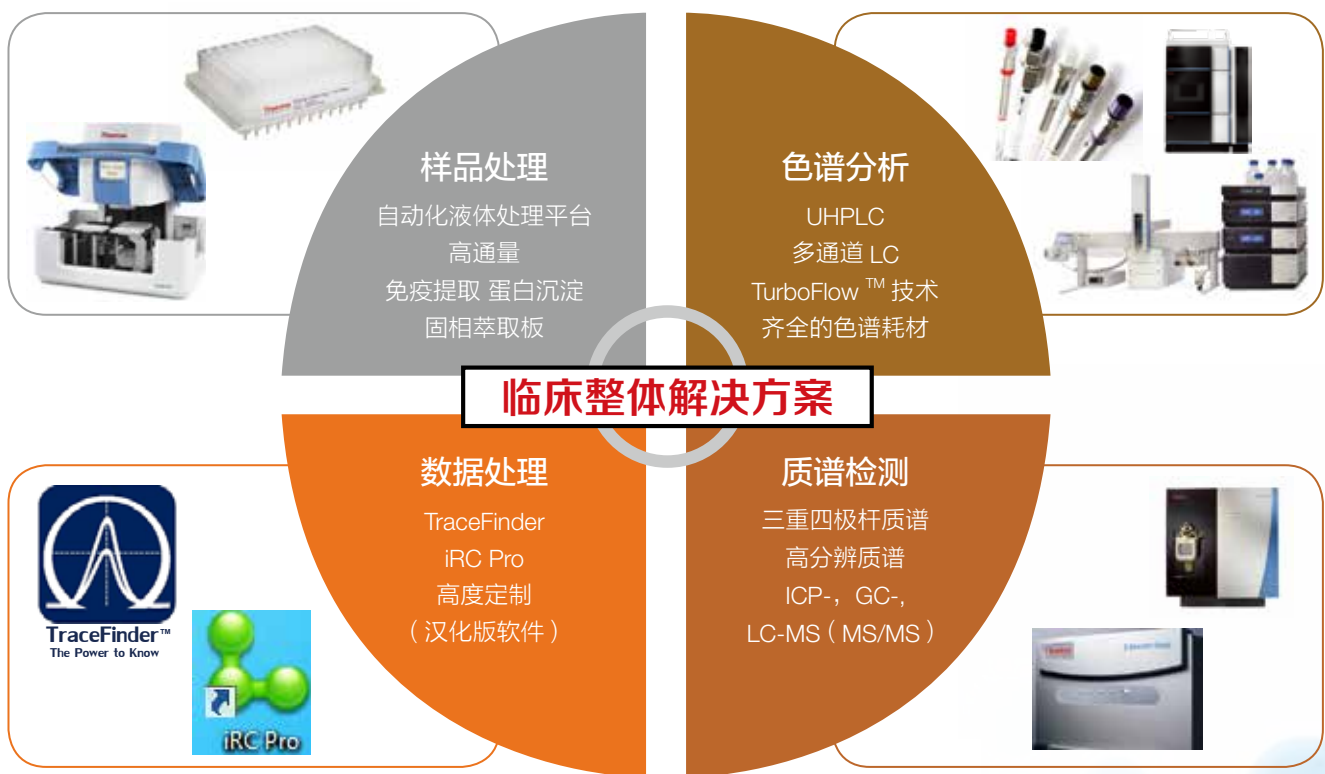 样品处理
自动化液体处理平台
高通量
免疫提取 蛋白沉淀
固相萃取板
色谱分析
UHPLC
多通道 LC
TurboFlow ™ 技术
齐全的色谱耗材
临床整体解决方案
数据处理
TraceFinder
iRC Pro
高度定制
（汉化版软件）
质谱检测
三重四极杆质谱
高分辨质谱
ICP-，GC-,
LC-MS（MS/MS）
TraceFinder™
The Power to Know
iRC Pro